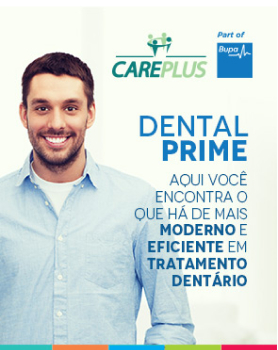 Part of
Bupa
CAREPLUS
DENTAL
PRIME
AQUI VOCÊ
ENCONTRA O
QUE HÁ DE MAIS
MODERNO E
EFICIENTE EM
TRATAMENTO
DENTÁRIO